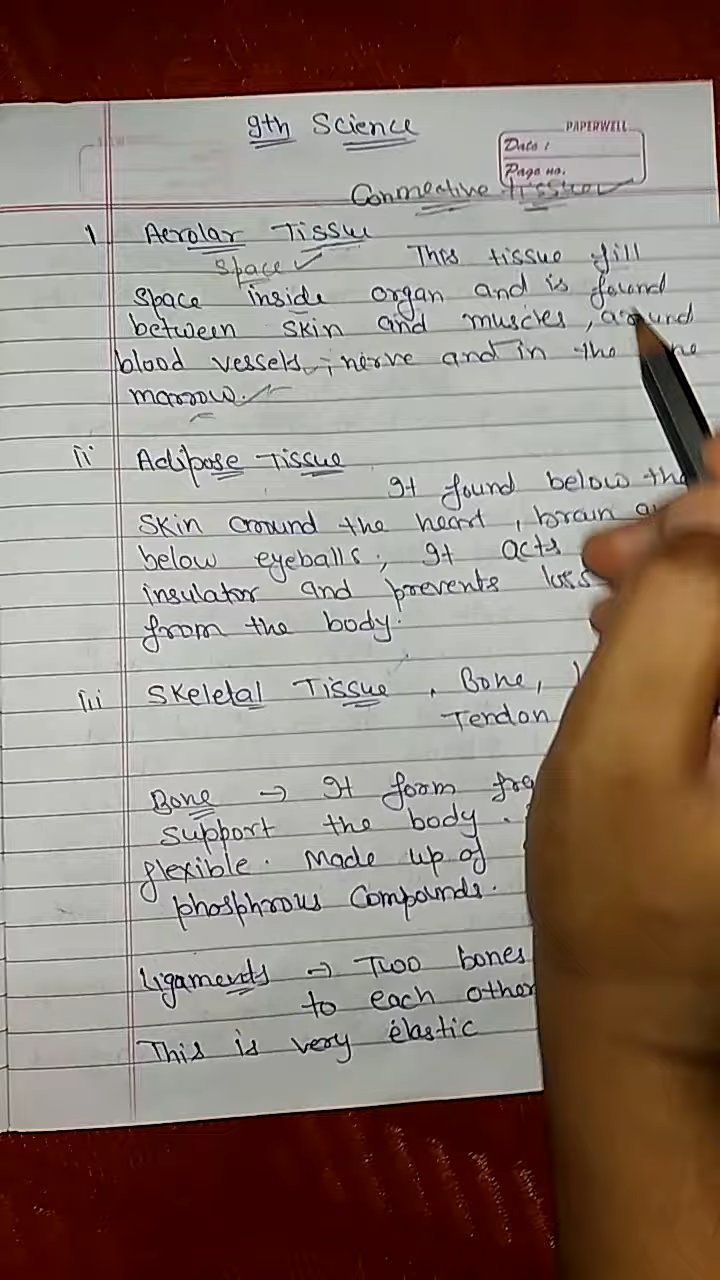 9th Science
PAPERWELL
Date :
Page no.
Connective tissue
1 Aerolar Tissue
Space This tissue fill
space inside organ and is found
between skin and muscles, around
blood vessels, nerve and in the
marrow.
ii Adipose Tissue
It found below the
skin around the heart, brain
below eyeballs, It acts
insulator and prevents loss
from the body.
iii Skeletal Tissue, Bone,
Tendon
Bone → It form
support the body.
flexible. Made up of
phosphrous Compounds.
Ligaments → Two bones
to each other
This is very elastic